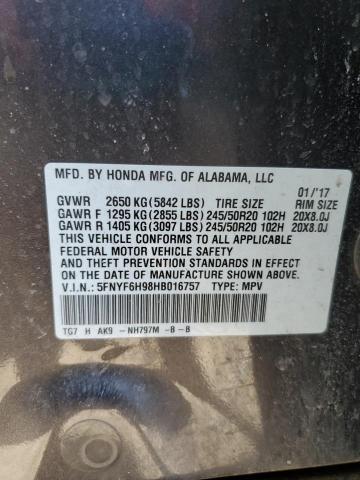 MFD. BY HONDA MFG. OF ALABAMA, LLC
01/'17
GVWR 2650 KG (5842 LBS) TIRE SIZE RIM SIZE
GAWR F 1295 KG (2855 LBS) 245/50R20 102H 20X8.0J
GAWR R 1405 KG (3097 LBS) 245/50R20 102H 20X8.0J
THIS VEHICLE CONFORMS TO ALL APPLICABLE
FEDERAL MOTOR VEHICLE SAFETY
AND THEFT PREVENTION STANDARDS IN EFFECT ON THE
DATE OF MANUFACTURE SHOWN ABOVE.
V.I.N.: 5FNYF6H98HB016757 TYPE: MPV
TG7 H AK9 -NH797M -B -B